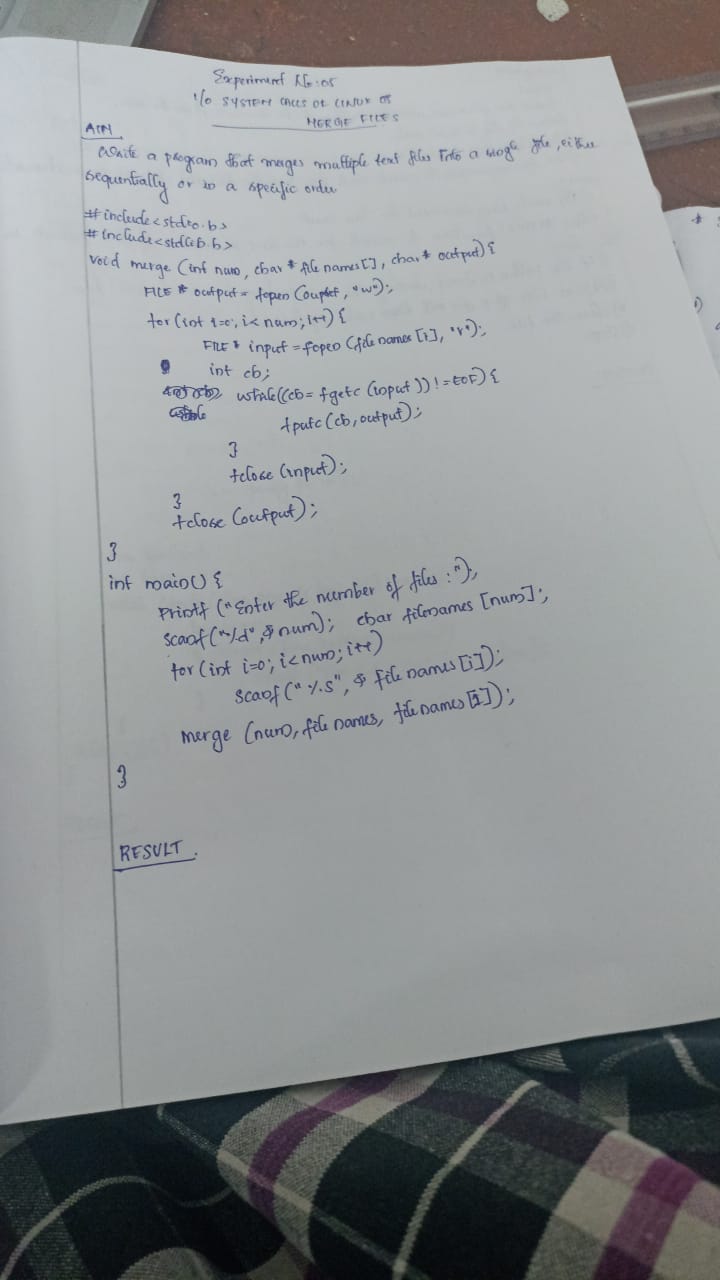 Experiment No:05
I/O SYSTEM CALLS OF LINUX OS
MERGE FILES
AIM
Write a program that merges multiple text files into a single file, either
sequentially or in a specific order
#include<stdio.h>
#include<stdlib.h>
void merge (int num, char * file names[], char* output) {
FILE * output = fopen (output, "w");
for (int i=0; i<num; i++) {
FILE * input = fopen (file names [i], "r");
int ch;
while((ch= fgetc (input)) != EOF) {
fputc (ch, output);
}
fclose (input);
}
fclose (output);
}
int main() {
printf ("Enter the number of files :");
scanf ("%d", & num); char filenames [num];
for (int i=0; i<num; i++)
scanf (" %s", & file names [i]);
merge (num, file names, file names [1]);
}
RESULT.